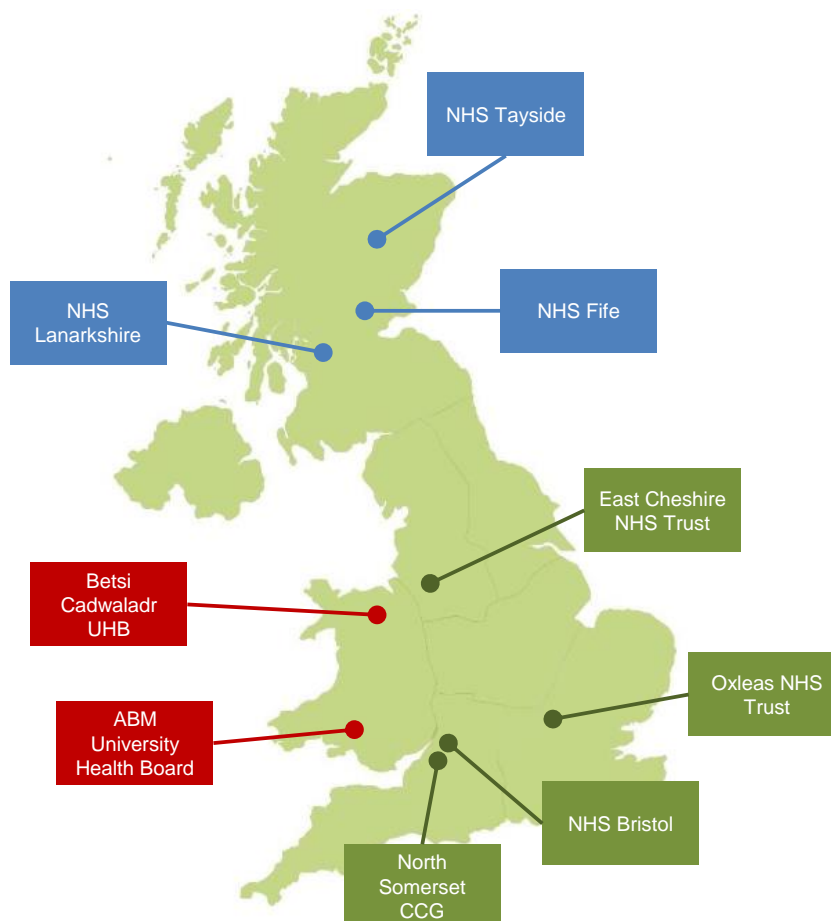 NHS Tayside
NHS
Lanarkshire
NHS Fife
East Cheshire
NHS Trust
Betsi
Cadwaladr
UHB
Oxleas NHS
Trust
ABM
University
Health Board
NHS Bristol
North
Somerset
CCG